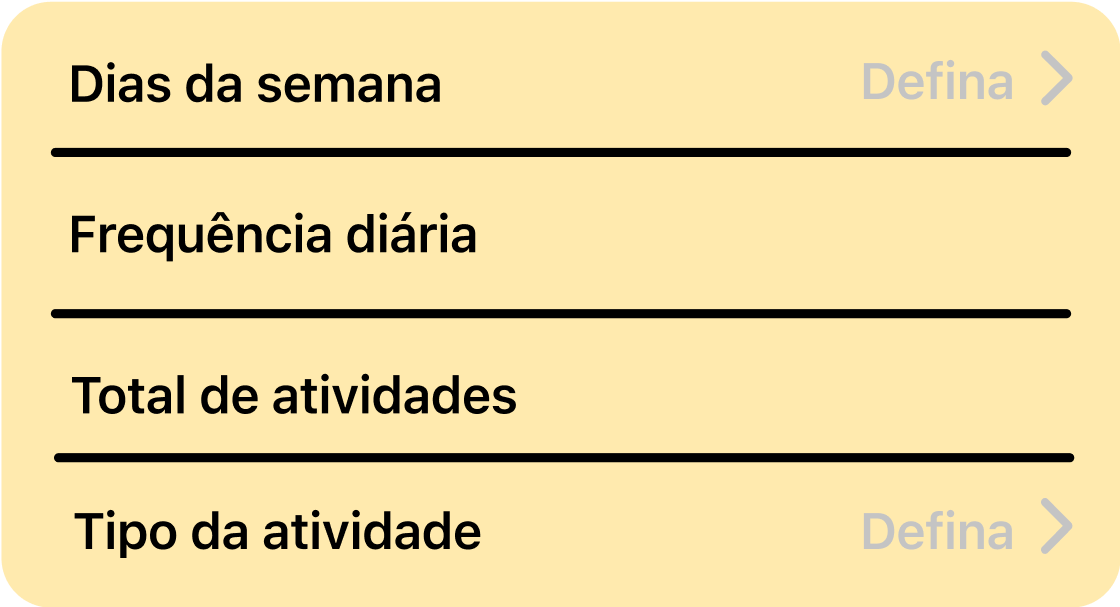 Dias da semana Defina
Frequência diária
Total de atividades
Tipo da atividade Defina